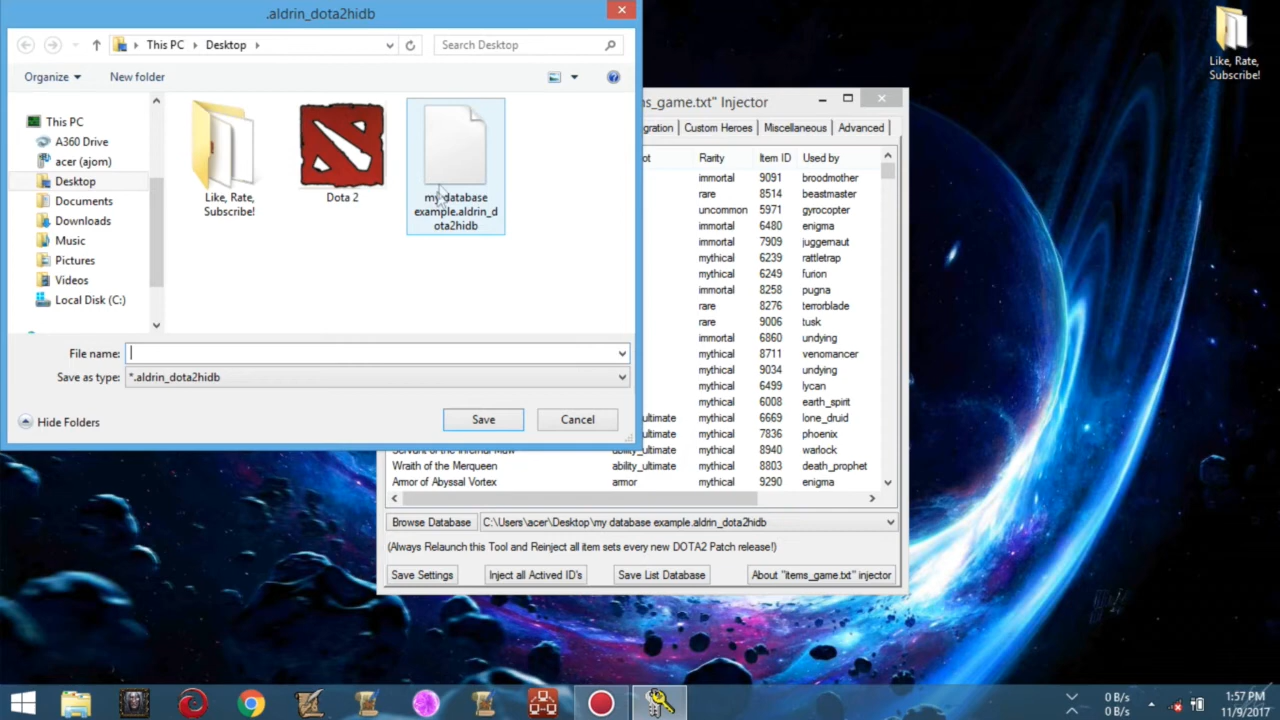 .aldrin_dota2hidb
This PC
Desktop
Search Desktop
Organize
New folder
This PC
A360 Drive
acer (ajom)
Desktop
Documents
Downloads
Music
Pictures
Videos
Local Disk (C:)
Like, Rate,
Subscribe!
Dota 2
example.aldrin_d
ota2hidb
File name:
Save as type: *.aldrin_dota2hidb
Hide Folders
Save
Cancel
Like, Rate,
Subscribe!
ms_game.txt" Injector
gration Custom Heroes Miscellaneous Advanced
ot Rarity Item ID Used by
immortal 9091 broodmother
rare 8514 beastmaster
uncommon 5971 gyrocopter
immortal 6480 enigma
immortal 7909 juggernaut
mythical 6239 rattletrap
mythical 6249 furion
immortal 8258 pugna
rare 8276 terrorblade
rare 9006 tusk
immortal 6860 undying
mythical 8711 venomancer
mythical 9034 undying
mythical 6499 lycan
mythical 6008 earth_spirit
ultimate mythical 6669 lone_druid
ultimate mythical 7836 phoenix
ability_ultimate mythical 8940 warlock
Wraith of the Merqueen ability_ultimate mythical 8803 death_prophet
Armor of Abyssal Vortex armor mythical 9290 enigma
Browse Database C:\Users\acer\Desktop\my database example.aldrin_dota2hidb
(Always Relaunch this Tool and Reinject all item sets every new DOTA2 Patch release!)
Save Settings Inject all Actived ID's Save List Database About "items_game.txt" injector
0 B/s
0 B/s
1:57 PM
11/9/2017